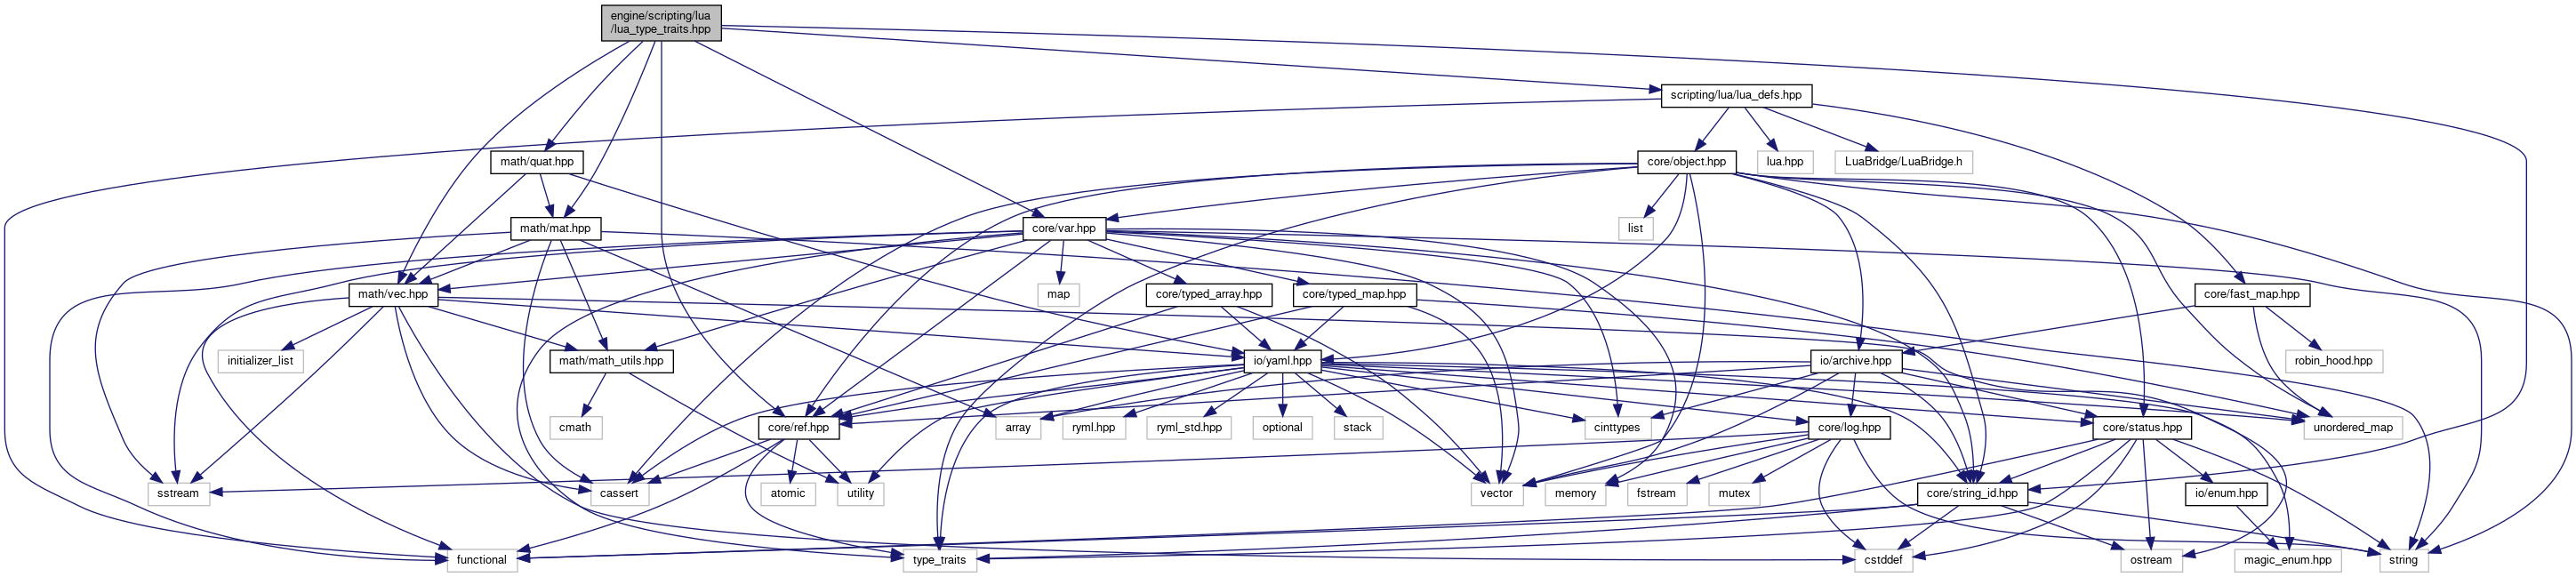 engine/scripting/lua
/lua_type_traits.hpp
scripting/lua/lua_defs.hpp
math/quat.hpp
core/object.hpp
lua.hpp
LuaBridge/LuaBridge.h
math/mat.hpp
core/var.hpp
list
math/vec.hpp
map
core/typed_array.hpp
core/typed_map.hpp
core/fast_map.hpp
initializer_list
math/math_utils.hpp
io/yaml.hpp
io/archive.hpp
robin_hood.hpp
cmath
core/ref.hpp
array
ryml.hpp
ryml_std.hpp
optional
stack
cinttypes
core/log.hpp
core/status.hpp
unordered_map
sstream
cassert
atomic
utility
vector
memory
fstream
mutex
core/string_id.hpp
io/enum.hpp
functional
type_traits
cstddef
ostream
magic_enum.hpp
string